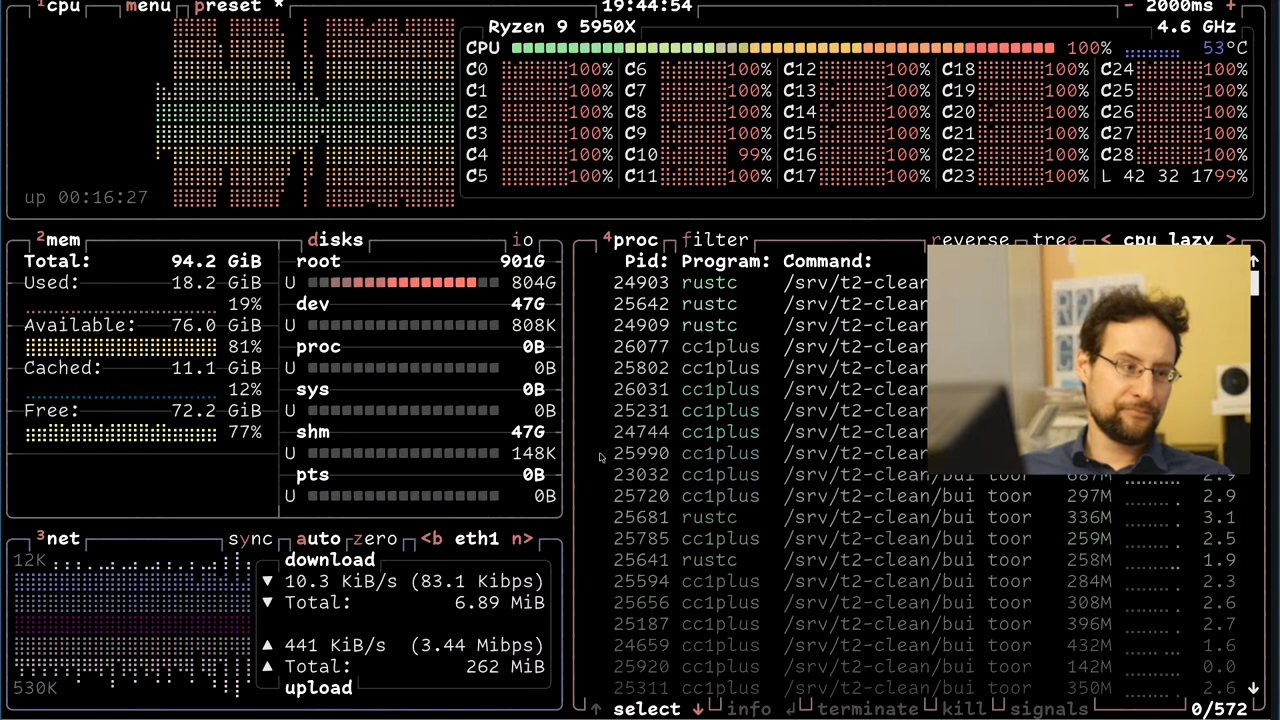 ¹cpu menu preset * 19:44:54 - 2000ms +
Ryzen 9 5950X 4.6 GHz
CPU 100% 53°C
C0 100% C6 100% C12 100% C18 100% C24 100%
C1 100% C7 100% C13 100% C19 100% C25 100%
C2 100% C8 100% C14 100% C20 100% C26 100%
C3 100% C9 100% C15 100% C21 100% C27 100%
C4 100% C10 99% C16 100% C22 100% C28 100%
C5 100% C11 100% C17 100% C23 100% L 42 32 1799%
up 00:16:27
²mem
Total: 94.2 GiB
Used: 18.2 GiB
19%
Available: 76.0 GiB
81%
Cached: 11.1 GiB
12%
Free: 72.2 GiB
77%
disks io
root 901G
U 804G
dev 47G
U 808K
proc 0B
U 0B
sys 0B
U 0B
shm 47G
U 148K
pts 0B
U 0B
³net sync auto zero <b eth1 n>
12K
download
▼ 10.3 KiB/s (83.1 Kibps)
▼ Total: 6.89 MiB
▲ 441 KiB/s (3.44 Mibps)
▲ Total: 262 MiB
530K
upload
⁴proc filter reverse tree < cpu lazy >
Pid: Program: Command: ↑
24903 rustc /srv/t2-clean
25642 rustc /srv/t2-clean
24909 rustc /srv/t2-clean
26077 cc1plus /srv/t2-clean
25802 cc1plus /srv/t2-clean
26031 cc1plus /srv/t2-clean
25231 cc1plus /srv/t2-clean
24744 cc1plus /srv/t2-clean
25990 cc1plus /srv/t2-clean
23032 cc1plus /srv/t2-clean/bui toor 687M 2.9
25720 cc1plus /srv/t2-clean/bui toor 297M 2.9
25681 rustc /srv/t2-clean/bui toor 336M 3.1
25785 cc1plus /srv/t2-clean/bui toor 259M 2.5
25641 rustc /srv/t2-clean/bui toor 258M 1.9
25594 cc1plus /srv/t2-clean/bui toor 284M 2.3
25656 cc1plus /srv/t2-clean/bui toor 308M 2.6
25187 cc1plus /srv/t2-clean/bui toor 396M 2.7
24659 cc1plus /srv/t2-clean/bui toor 432M 1.6
25920 cc1plus /srv/t2-clean/bui toor 142M 0.0
25311 cc1plus /srv/t2-clean/bui toor 350M 2.6 ↓
↑ select ↓ info ↲ terminate kill signals 0/572